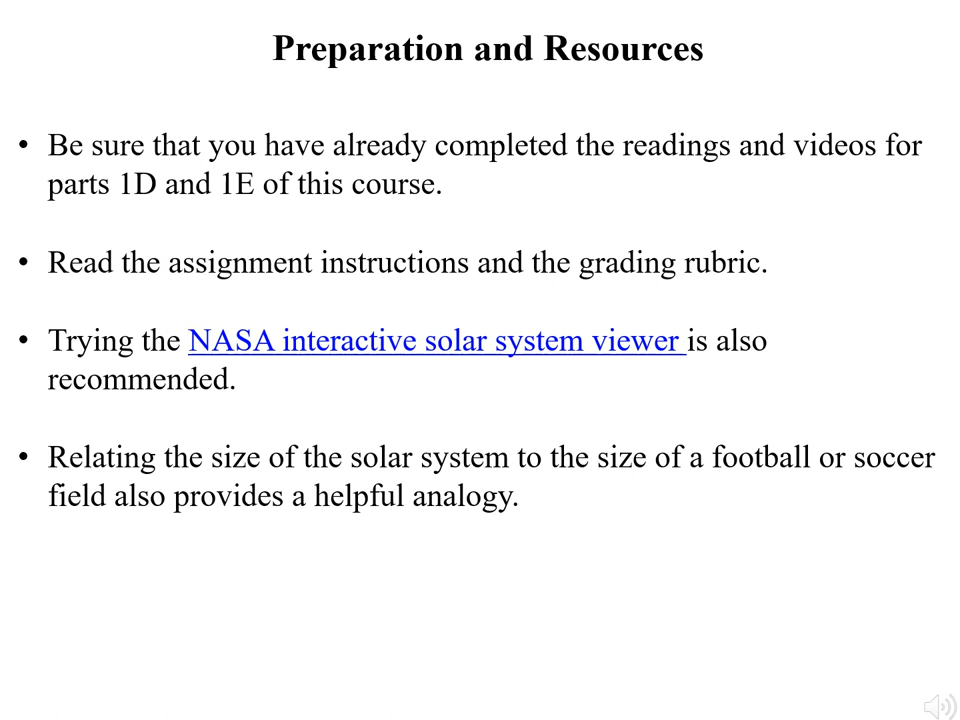 Preparation and Resources
• Be sure that you have already completed the readings and videos for
parts 1D and 1E of this course.
• Read the assignment instructions and the grading rubric.
• Trying the NASA interactive solar system viewer is also
recommended.
• Relating the size of the solar system to the size of a football or soccer
field also provides a helpful analogy.